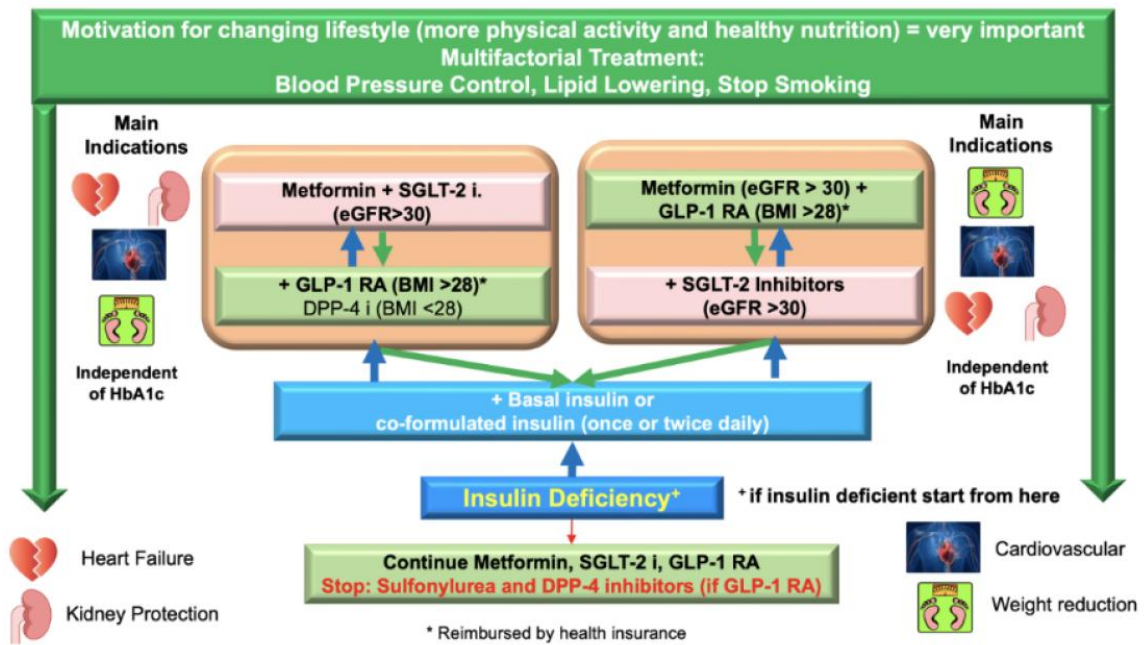 Motivation for changing lifestyle (more physical activity and healthy nutrition) = very important
Multifactorial Treatment:
Blood Pressure Control, Lipid Lowering, Stop Smoking
Main
Indications
Independent
of HbA1c
Metformin + SGLT-2 i.
(eGFR>30)
+ GLP-1 RA (BMI >28)*
DPP-4 i (BMI <28)
Metformin (eGFR > 30) +
GLP-1 RA (BMI >28)*
+ SGLT-2 Inhibitors
(eGFR >30)
Main
Indications
Independent
of HbA1c
+ Basal insulin or
co-formulated insulin (once or twice daily)
Insulin Deficiency+
+ if insulin deficient start from here
Continue Metformin, SGLT-2 i, GLP-1 RA
Stop: Sulfonylurea and DPP-4 inhibitors (if GLP-1 RA)
Heart Failure
Kidney Protection
Cardiovascular
Weight reduction
* Reimbursed by health insurance